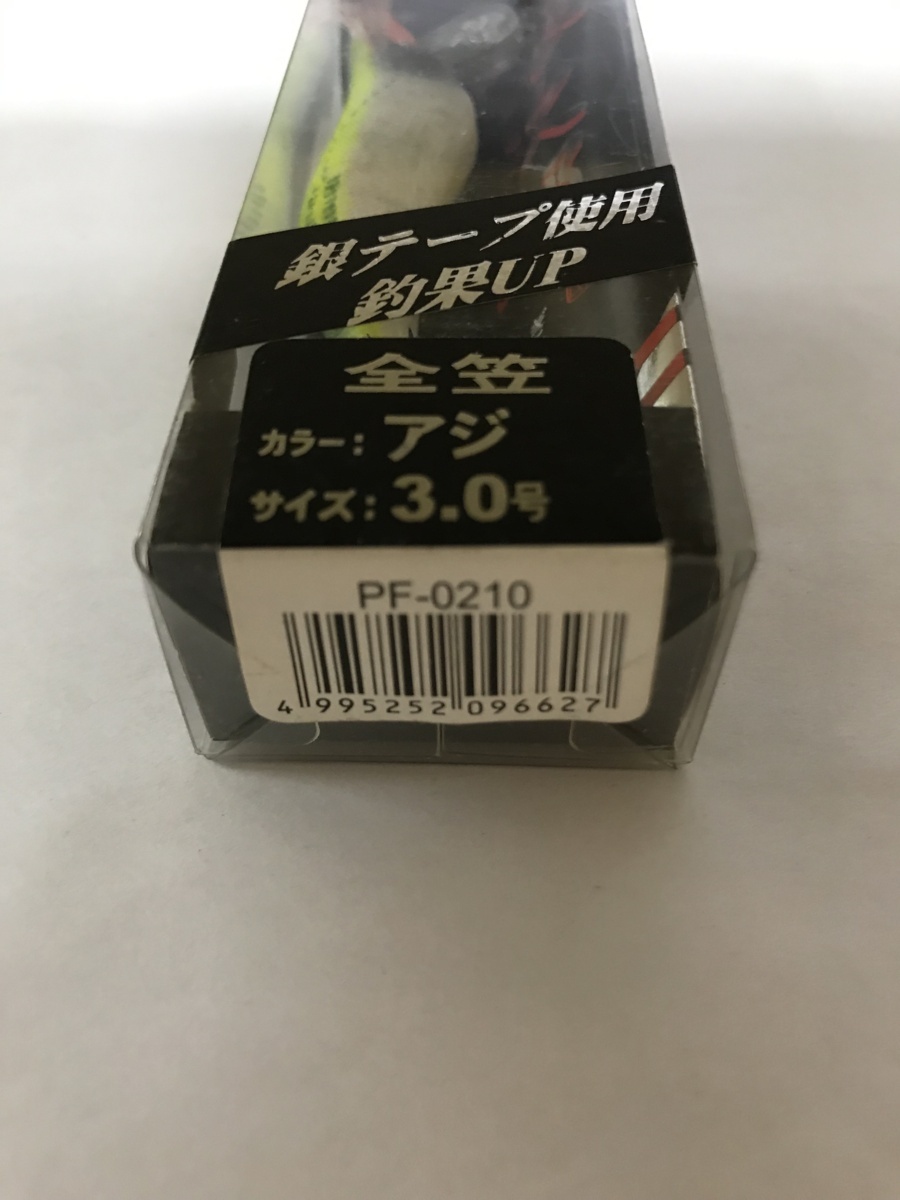 銀テープ使用
釣果UP
全笠
カラー：アジ
サイズ：3.0号
PF-0210
4 995252 096627